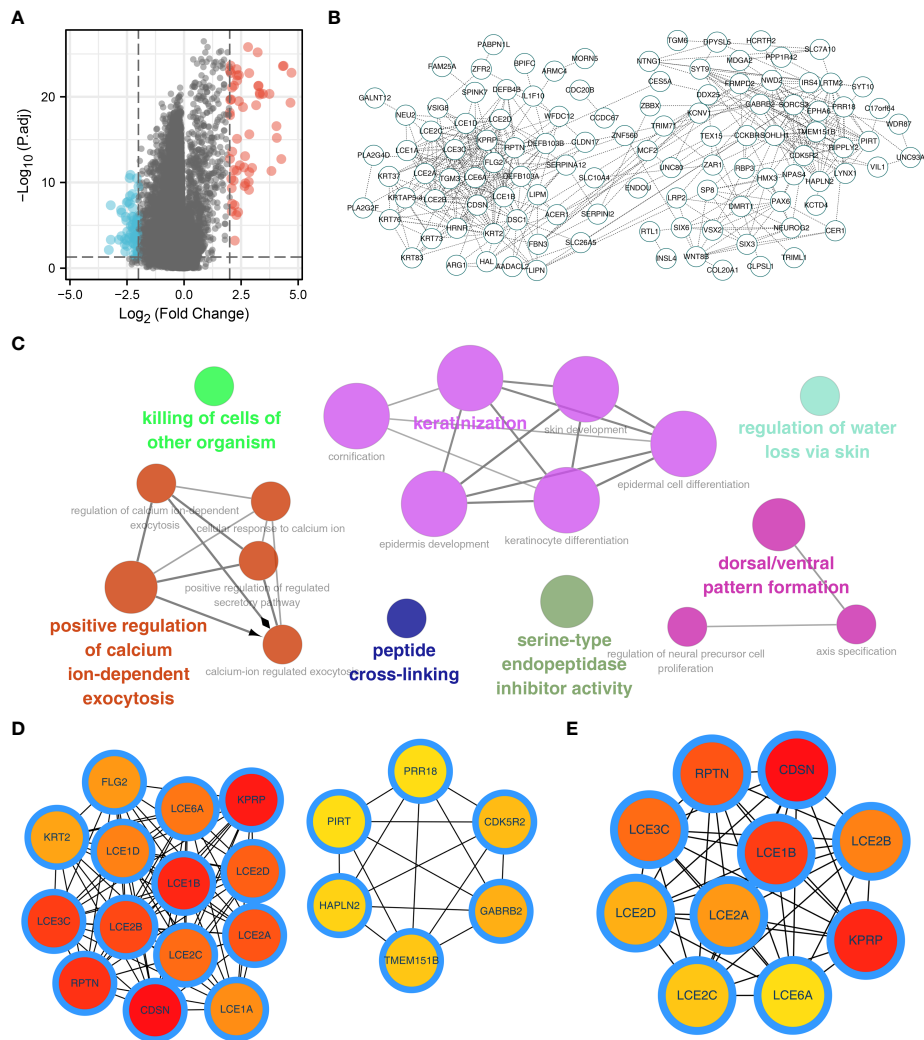 A
−Log10 (P.adj)
20
10
0
−5.0
−2.5
0.0
2.5
5.0
Log2 (Fold Change)
B
PABPN1L
MORN5
FAM25A
ZFR2
BPIFC
ARMC4
SPINK7
DEFB4B
CDC20B
GALNT12
VSIG8
IL1F10
NEU2
LCE1D
LCE2D
WFDC12
CCDC67
LCE2C
KPRP
RPTN
DEFB103B
CLDN17
LCE1A
LCE3C
PLA2G4D
FLG2
SERPINA12
KRT37
LCE2A
TGM3
LCE6A
DEFB103A
SLC10A4
LCE2B
LCE1B
LIPM
PLA2G2F
CDSN
KRT76
DSC1
ACER1
SERPINI2
HRNR
KRT2
KRT73
FBN3
SLC26A5
KRT83
ARG1
HAL
AADACL2
LIPN
TGM6
DPYSL5
HCRTR2
NTNG1
PPP1R42
SLC7A10
SYT9
MDGA2
CES5A
FRMPD2
NWD2
IRS4
LRTM2
SYT10
DDX25
ZBBX
GABRB2
SORCS3
EPHA6
KCNV1
PRR18
C17orf64
TRIM71
TMEM151B
WDR87
ZNF560
TEX15
CCKBR
SOHLH1
MCF2
RIPPLY2
PIRT
CDK5R2
UNC93A
UNC80
ZAR1
RBP3
LYNX1
VIL1
HMX3
NPAS4
HAPLN2
ENDOU
SP8
LRP2
PAX6
KCTD4
DMRT1
SIX6
VSX2
NEUROG2
CER1
RTL1
SIX3
INSL4
WNT8B
TRIML1
COL20A1
CLPSL1
C
killing of cells of
other organism
keratinization
skin development
cornification
epidermal cell differentiation
epidermis development
keratinocyte differentiation
regulation of water
loss via skin
regulation of calcium ion-dependent
exocytosis
cellular response to calcium ion
positive regulation of regulated
secretory pathway
positive regulation
of calcium
ion-dependent
exocytosis
calcium-ion regulated exocytosis
peptide
cross-linking
serine-type
endopeptidase
inhibitor activity
dorsal/ventral
pattern formation
regulation of neural precursor cell
proliferation
axis specification
D
FLG2
LCE6A
KPRP
KRT2
LCE1D
LCE1B
LCE2D
LCE3C
LCE2B
LCE2A
LCE2C
RPTN
CDSN
LCE1A
PRR18
PIRT
CDK5R2
HAPLN2
GABRB2
TMEM151B
E
RPTN
CDSN
LCE3C
LCE1B
LCE2B
LCE2D
LCE2A
KPRP
LCE2C
LCE6A